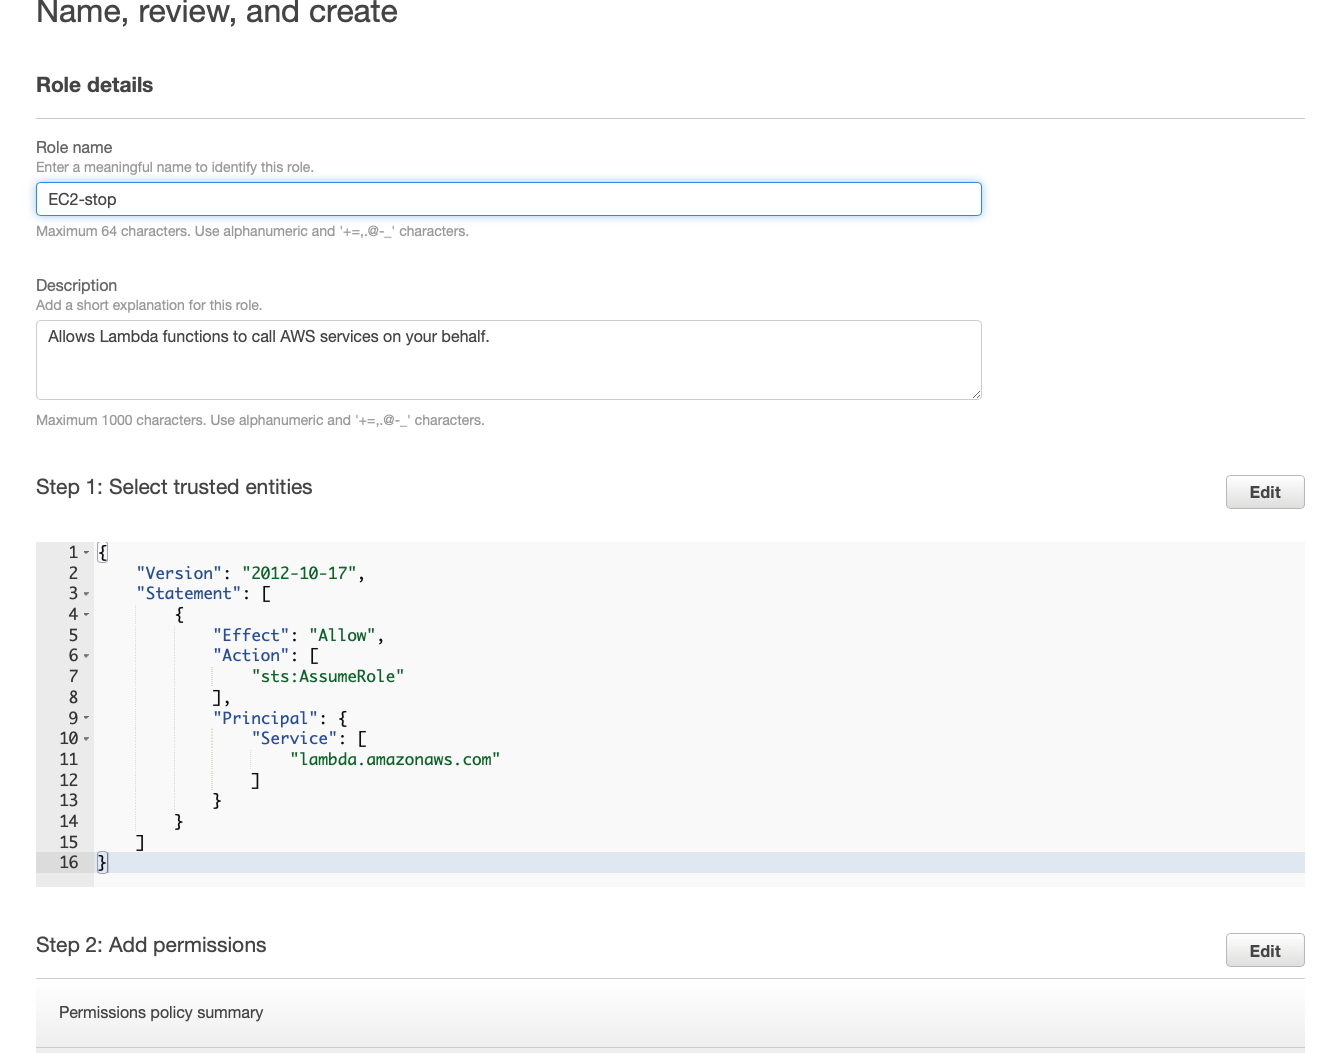 Name, review, and create
Role details
Role name
Enter a meaningful name to identify this role.
EC2-stop
Maximum 64 characters. Use alphanumeric and '+=,.@-_' characters.
Description
Add a short explanation for this role.
Allows Lambda functions to call AWS services on your behalf.
Maximum 1000 characters. Use alphanumeric and '+=,.@-_' characters.
Step 1: Select trusted entities
Edit
1 {
2     "Version": "2012-10-17",
3     "Statement": [
4         {
5             "Effect": "Allow",
6             "Action": [
7                 "sts:AssumeRole"
8             ],
9             "Principal": {
10                 "Service": [
11                     "lambda.amazonaws.com"
12                 ]
13             }
14         }
15     ]
16 }
Step 2: Add permissions
Edit
Permissions policy summary